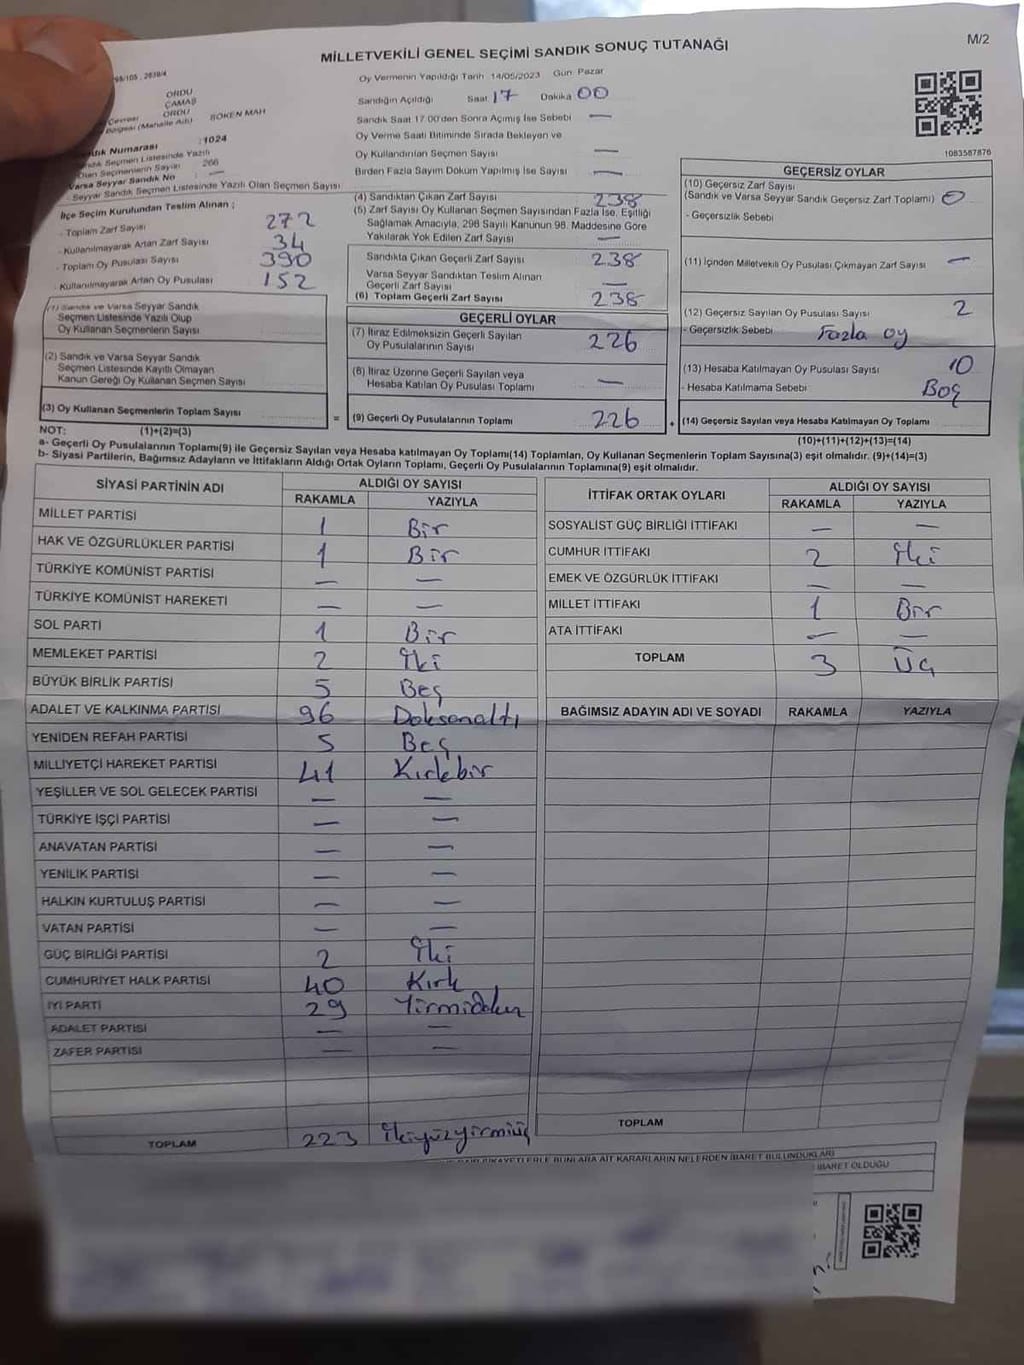 MİLLETVEKİLİ GENEL SEÇİMİ SANDIK SONUÇ TUTANAĞI
M/2
ORDU
ÇAMAŞ
Çevresi ORDU
Bölgesi (Mahalle Adı) SÖKEN MAH
Sandık Numarası : 1024
Sandık Seçmen Listesinde Yazılı
Olan Seçmenlerin Sayısı 266
Varsa Seyyar Sandık No : —
- Seyyar Sandık Seçmen Listesinde Yazılı Olan Seçmen Sayısı
İlçe Seçim Kurulundan Teslim Alınan ;
- Toplam Zarf Sayısı 272
- Kullanılmayarak Artan Zarf Sayısı 34
- Toplam Oy Pusulası Sayısı 390
- Kullanılmayarak Artan Oy Pusulası 152
(1) Sandık ve Varsa Seyyar Sandık
Seçmen Listesinde Yazılı Olup
Oy Kullanan Seçmenlerin Sayısı
(2) Sandık ve Varsa Seyyar Sandık
Seçmen Listesinde Kayıtlı Olmayan
Kanun Gereği Oy Kullanan Seçmen Sayısı
(3) Oy Kullanan Seçmenlerin Toplam Sayısı
Oy Vermenin Yapıldığı Tarih 14/05/2023 Gün Pazar
Sandığın Açıldığı Saat 17 Dakika 00
Sandık Saat 17.00'den Sonra Açımış İse Sebebi —
Oy Verme Saati Bitiminde Sırada Bekleyen ve
Oy Kullandırılan Seçmen Sayısı —
Birden Fazla Sayım Döküm Yapılmış İse Sayısı —
(4) Sandıktan Çıkan Zarf Sayısı 238
(5) Zarf Sayısı Oy Kullanan Seçmen Sayısından Fazla İse, Eşitliği
Sağlamak Amacıyla, 298 Sayılı Kanunun 98. Maddesine Göre
Yakılarak Yok Edilen Zarf Sayısı —
Sandıkta Çıkan Geçerli Zarf Sayısı 238
Varsa Seyyar Sandıktan Teslim Alınan
Geçerli Zarf Sayısı —
(6) Toplam Geçerli Zarf Sayısı 238
GEÇERLİ OYLAR
(7) İtiraz Edilmeksizin Geçerli Sayılan
Oy Pusulalarının Sayısı 226
(8) İtiraz Üzerine Geçerli Sayılan veya
Hesaba Katılan Oy Pusulası Toplamı —
= (9) Geçerli Oy Pusulalarının Toplamı 226
1083587876
GEÇERSİZ OYLAR
(10) Geçersiz Zarf Sayısı
(Sandık ve Varsa Seyyar Sandık Geçersiz Zarf Toplamı) 0
- Geçersizlik Sebebi
(11) İçinden Milletvekili Oy Pusulası Çıkmayan Zarf Sayısı —
(12) Geçersiz Sayılan Oy Pusulası Sayısı 2
- Geçersizlik Sebebi Fazla oy
(13) Hesaba Katılmayan Oy Pusulası Sayısı 10
- Hesaba Katılmama Sebebi Boş
+ (14) Geçersiz Sayılan veya Hesaba Katılmayan Oy Toplamı
NOT: (1)+(2)=(3) (10)+(11)+(12)+(13)=(14)
a- Geçerli Oy Pusulalarının Toplamı(9) ile Geçersiz Sayılan veya Hesaba katılmayan Oy Toplamı(14) Toplamları, Oy Kullanan Seçmenlerin Toplam Sayısına(3) eşit olmalıdır. (9)+(14)=(3)
b- Siyasi Partilerin, Bağımsız Adayların ve İttifakların Aldığı Ortak Oyların Toplamı, Geçerli Oy Pusulalarının Toplamına(9) eşit olmalıdır.
SİYASİ PARTİNİN ADI ALDIĞI OY SAYISI
RAKAMLA YAZIYLA
MİLLET PARTİSİ 1 Bir
HAK VE ÖZGÜRLÜKLER PARTİSİ 1 Bir
TÜRKİYE KOMÜNİST PARTİSİ — —
TÜRKİYE KOMÜNİST HAREKETİ — —
SOL PARTİ 1 Bir
MEMLEKET PARTİSİ 2 İki
BÜYÜK BİRLİK PARTİSİ 5 Beş
ADALET VE KALKINMA PARTİSİ 96 Doksanaltı
YENİDEN REFAH PARTİSİ 5 Beş
MİLLİYETÇİ HAREKET PARTİSİ 41 Kırkbir
YEŞİLLER VE SOL GELECEK PARTİSİ — —
TÜRKİYE İŞÇİ PARTİSİ — —
ANAVATAN PARTİSİ — —
YENİLİK PARTİSİ — —
HALKIN KURTULUŞ PARTİSİ — —
VATAN PARTİSİ — —
GÜÇ BİRLİĞİ PARTİSİ 2 İki
CUMHURİYET HALK PARTİSİ 40 Kırk
İYİ PARTİ 29 Yirmidokuz
ADALET PARTİSİ — —
ZAFER PARTİSİ — —
TOPLAM 223 İkiyüzyirmiüç
İTTİFAK ORTAK OYLARI ALDIĞI OY SAYISI
RAKAMLA YAZIYLA
SOSYALİST GÜÇ BİRLİĞİ İTTİFAKI — —
CUMHUR İTTİFAKI 2 İki
EMEK VE ÖZGÜRLÜK İTTİFAKI — —
MİLLET İTTİFAKI 1 Bir
ATA İTTİFAKI — —
TOPLAM 3 Üç
BAĞIMSIZ ADAYIN ADI VE SOYADI RAKAMLA YAZIYLA
TOPLAM
BUNLARA AİT KARARLARIN NELERDEN İBARET BULUNDUKLARI
İBARET OLDUĞU